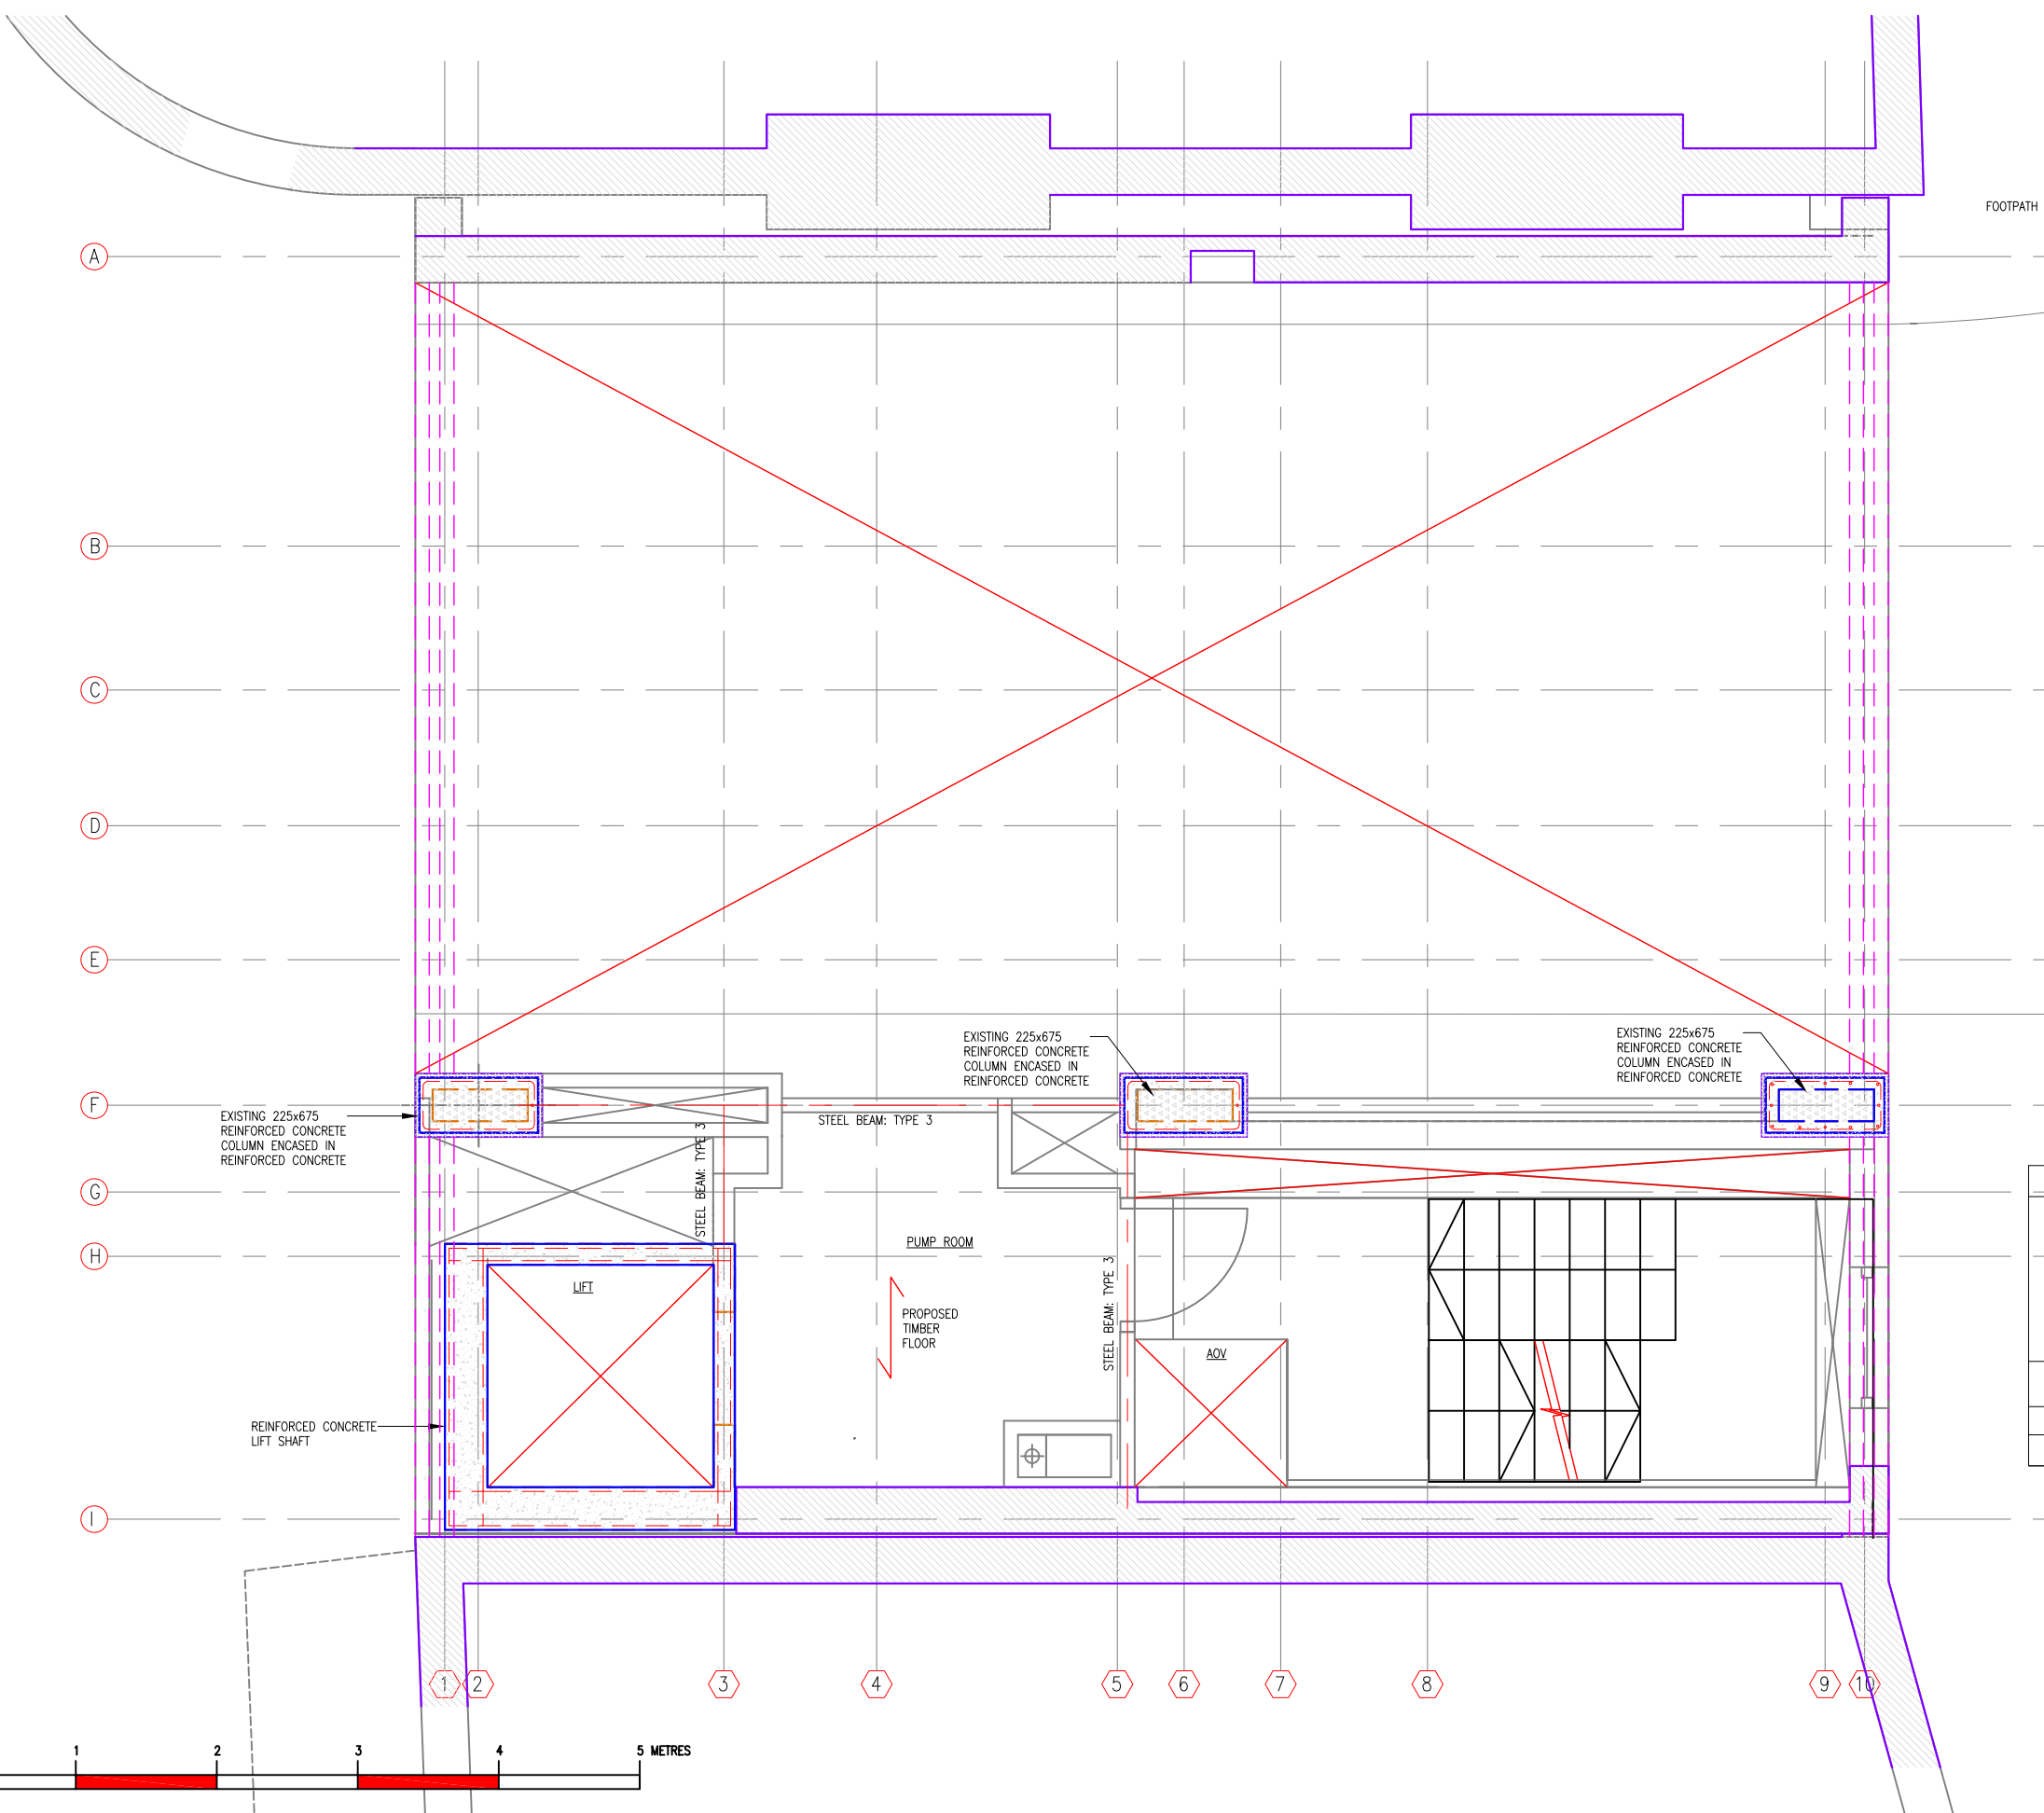 FOOTPATH
A
B
C
D
E
F
G
H
I
EXISTING 225x675
REINFORCED CONCRETE
COLUMN ENCASED IN
REINFORCED CONCRETE
EXISTING 225x675
REINFORCED CONCRETE
COLUMN ENCASED IN
REINFORCED CONCRETE
EXISTING 225x675
REINFORCED CONCRETE
COLUMN ENCASED IN
REINFORCED CONCRETE
STEEL BEAM: TYPE 3
STEEL BEAM: TYPE 3
STEEL BEAM: TYPE 3
PUMP ROOM
LIFT
PROPOSED
TIMBER
FLOOR
AOV
REINFORCED CONCRETE
LIFT SHAFT
1
2
3
4
5
6
7
8
9
10
1 2 3 4 5 METRES